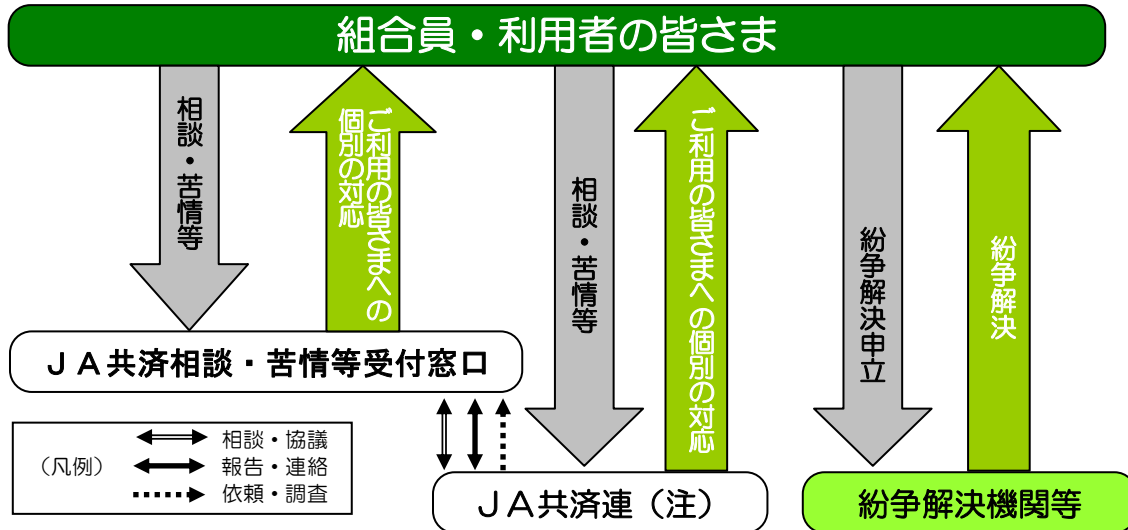 組合員・利用者の皆さま
相談・苦情等
ご利用の皆さまへの
個別の対応
相談・苦情等
ご利用の皆さまへの個別の対応
紛争解決申立
紛争解決
ＪＡ共済相談・苦情等受付窓口
（凡例）
相談・協議
報告・連絡
依頼・調査
ＪＡ共済連（注）
紛争解決機関等